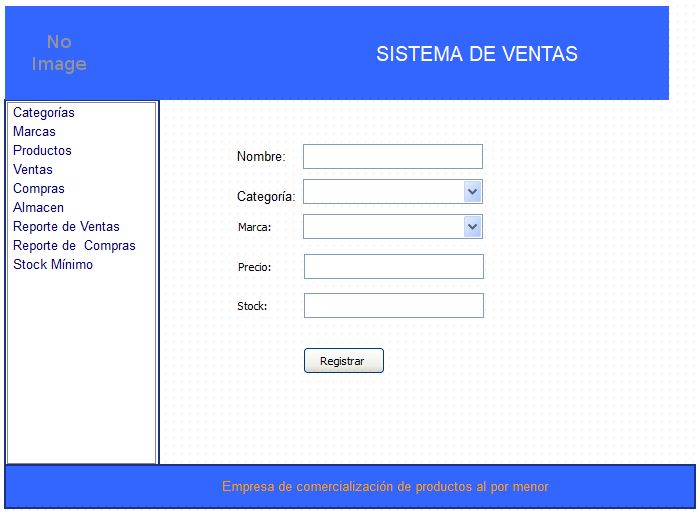 No
Image
SISTEMA DE VENTAS
Categorías
Marcas
Productos
Ventas
Compras
Almacen
Reporte de Ventas
Reporte de  Compras
Stock Mínimo
Nombre:
Categoría:
Marca:
Precio:
Stock:
Registrar
Empresa de comercialización de productos al por menor